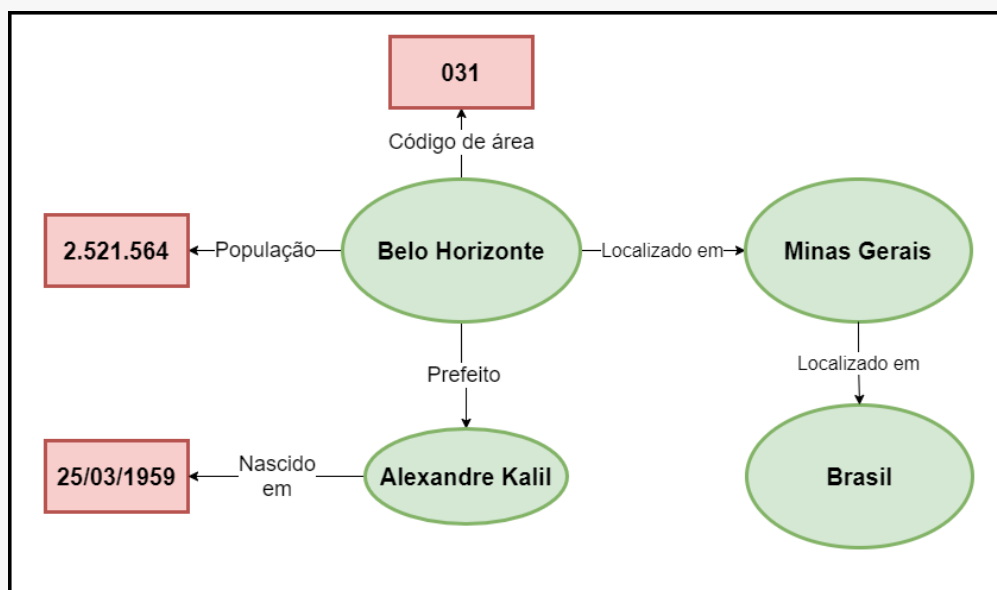 031
Código de área
2.521.564
População
Belo Horizonte
Localizado em
Minas Gerais
Prefeito
Localizado em
25/03/1959
Nascido
em
Alexandre Kalil
Brasil